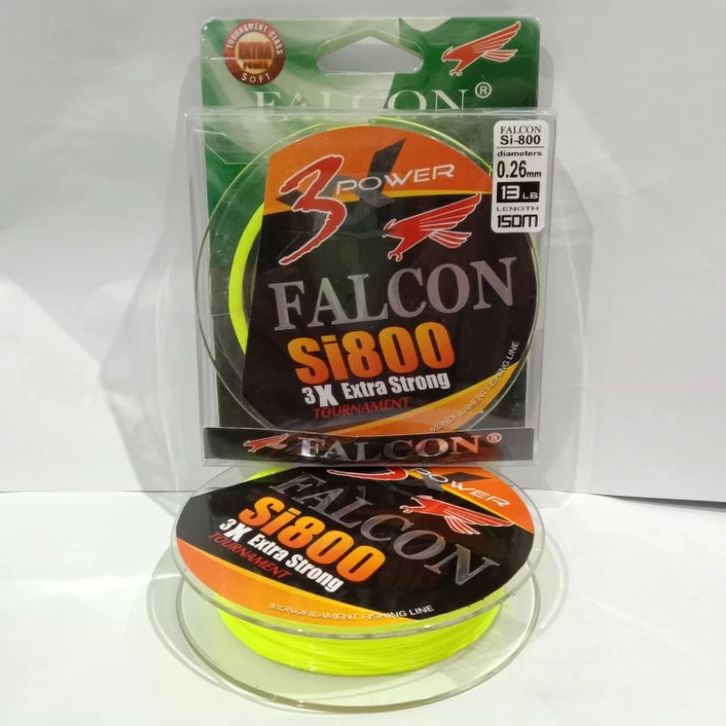 TOURNAMENT CLASS
EXTRA
POWER
SOFT
FALCON®
FALCON
Si-800
diameters
0.26mm
13 LB
LENGTH
150M
3X POWER
FALCON
Si800
3X Extra Strong
TOURNAMENT
MONOFILAMENT FISHING LINE
FALCON®
3X POWER
FALCON
Si800
3X Extra Strong
TOURNAMENT
MONOFILAMENT FISHING LINE